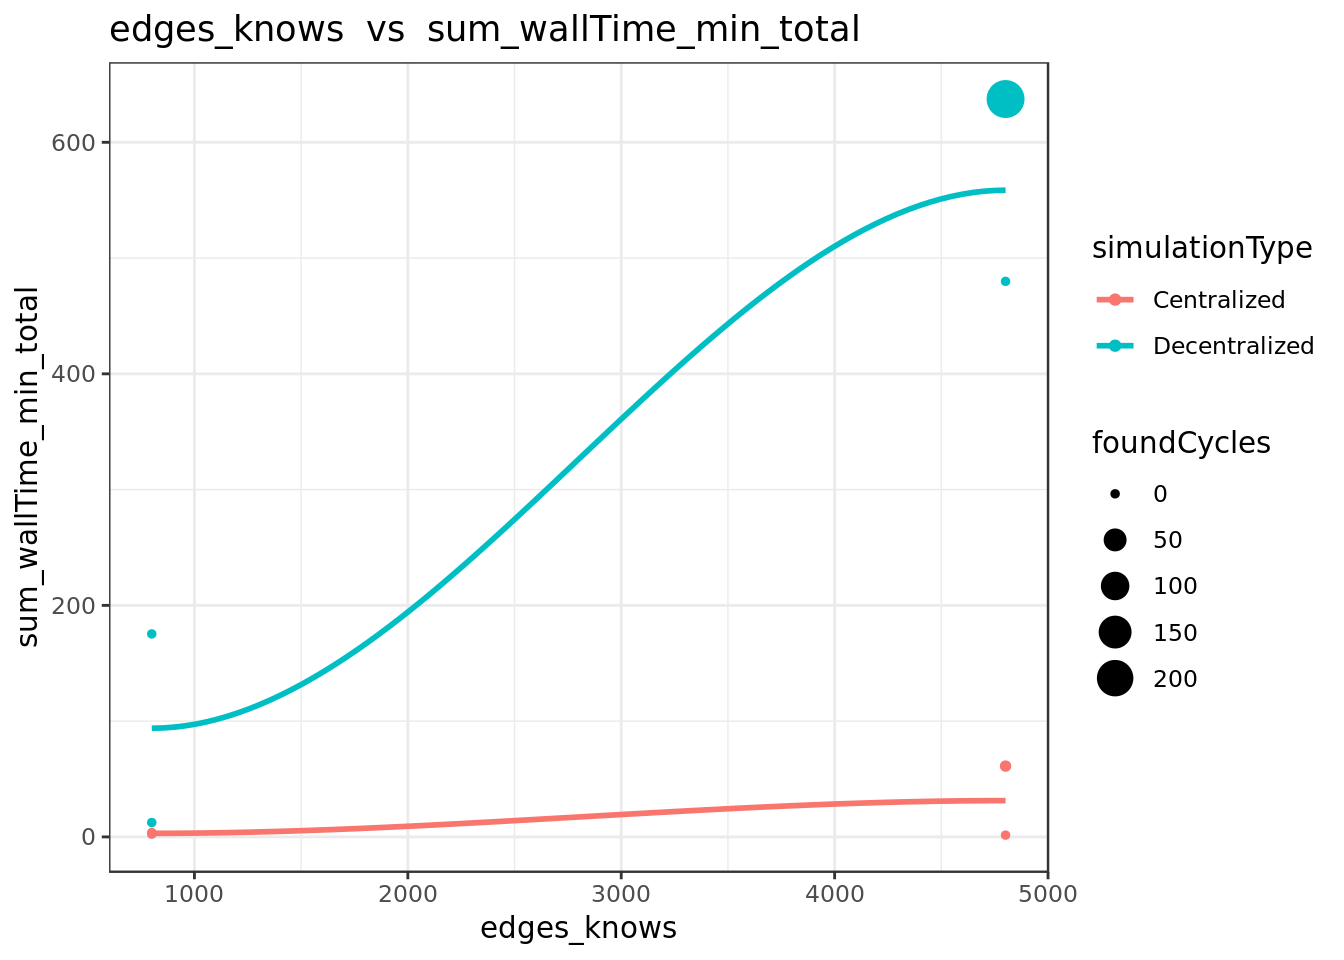 edges_knows  vs  sum_wallTime_min_total
sum_wallTime_min_total
600
400
200
0
1000 2000 3000 4000 5000
edges_knows
simulationType
Centralized
Decentralized
foundCycles
0
50
100
150
200